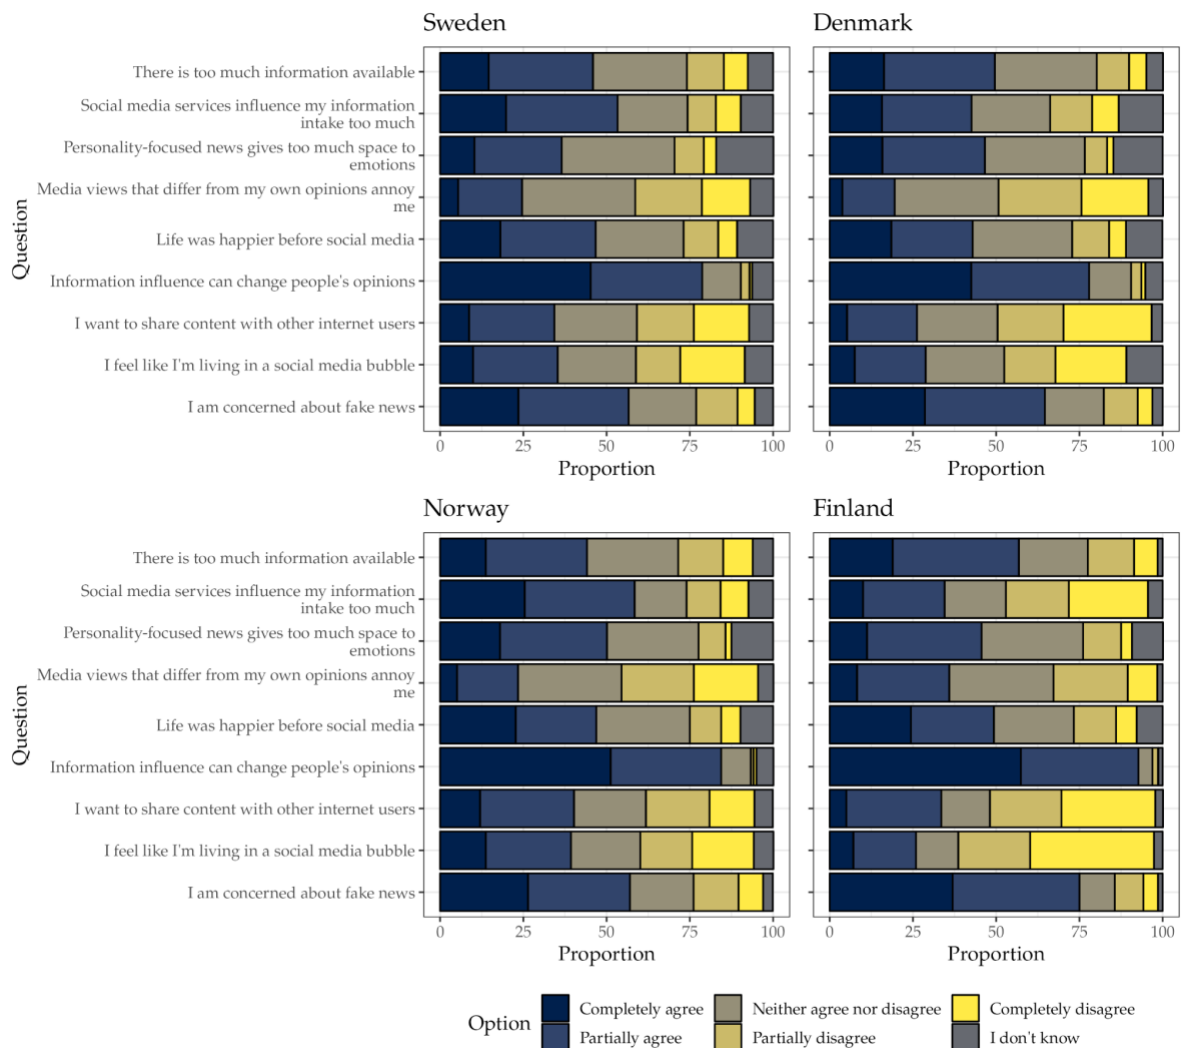 Sweden
Denmark
Question
There is too much information available
Social media services influence my information
intake too much
Personality-focused news gives too much space to
emotions
Media views that differ from my own opinions annoy
me
Life was happier before social media
Information influence can change people's opinions
I want to share content with other internet users
I feel like I'm living in a social media bubble
I am concerned about fake news
0 25 50 75 100
0 25 50 75 100
Proportion
Proportion
Norway
Finland
Question
There is too much information available
Social media services influence my information
intake too much
Personality-focused news gives too much space to
emotions
Media views that differ from my own opinions annoy
me
Life was happier before social media
Information influence can change people's opinions
I want to share content with other internet users
I feel like I'm living in a social media bubble
I am concerned about fake news
0 25 50 75 100
0 25 50 75 100
Proportion
Proportion
Option
Completely agree
Neither agree nor disagree
Completely disagree
Partially agree
Partially disagree
I don't know